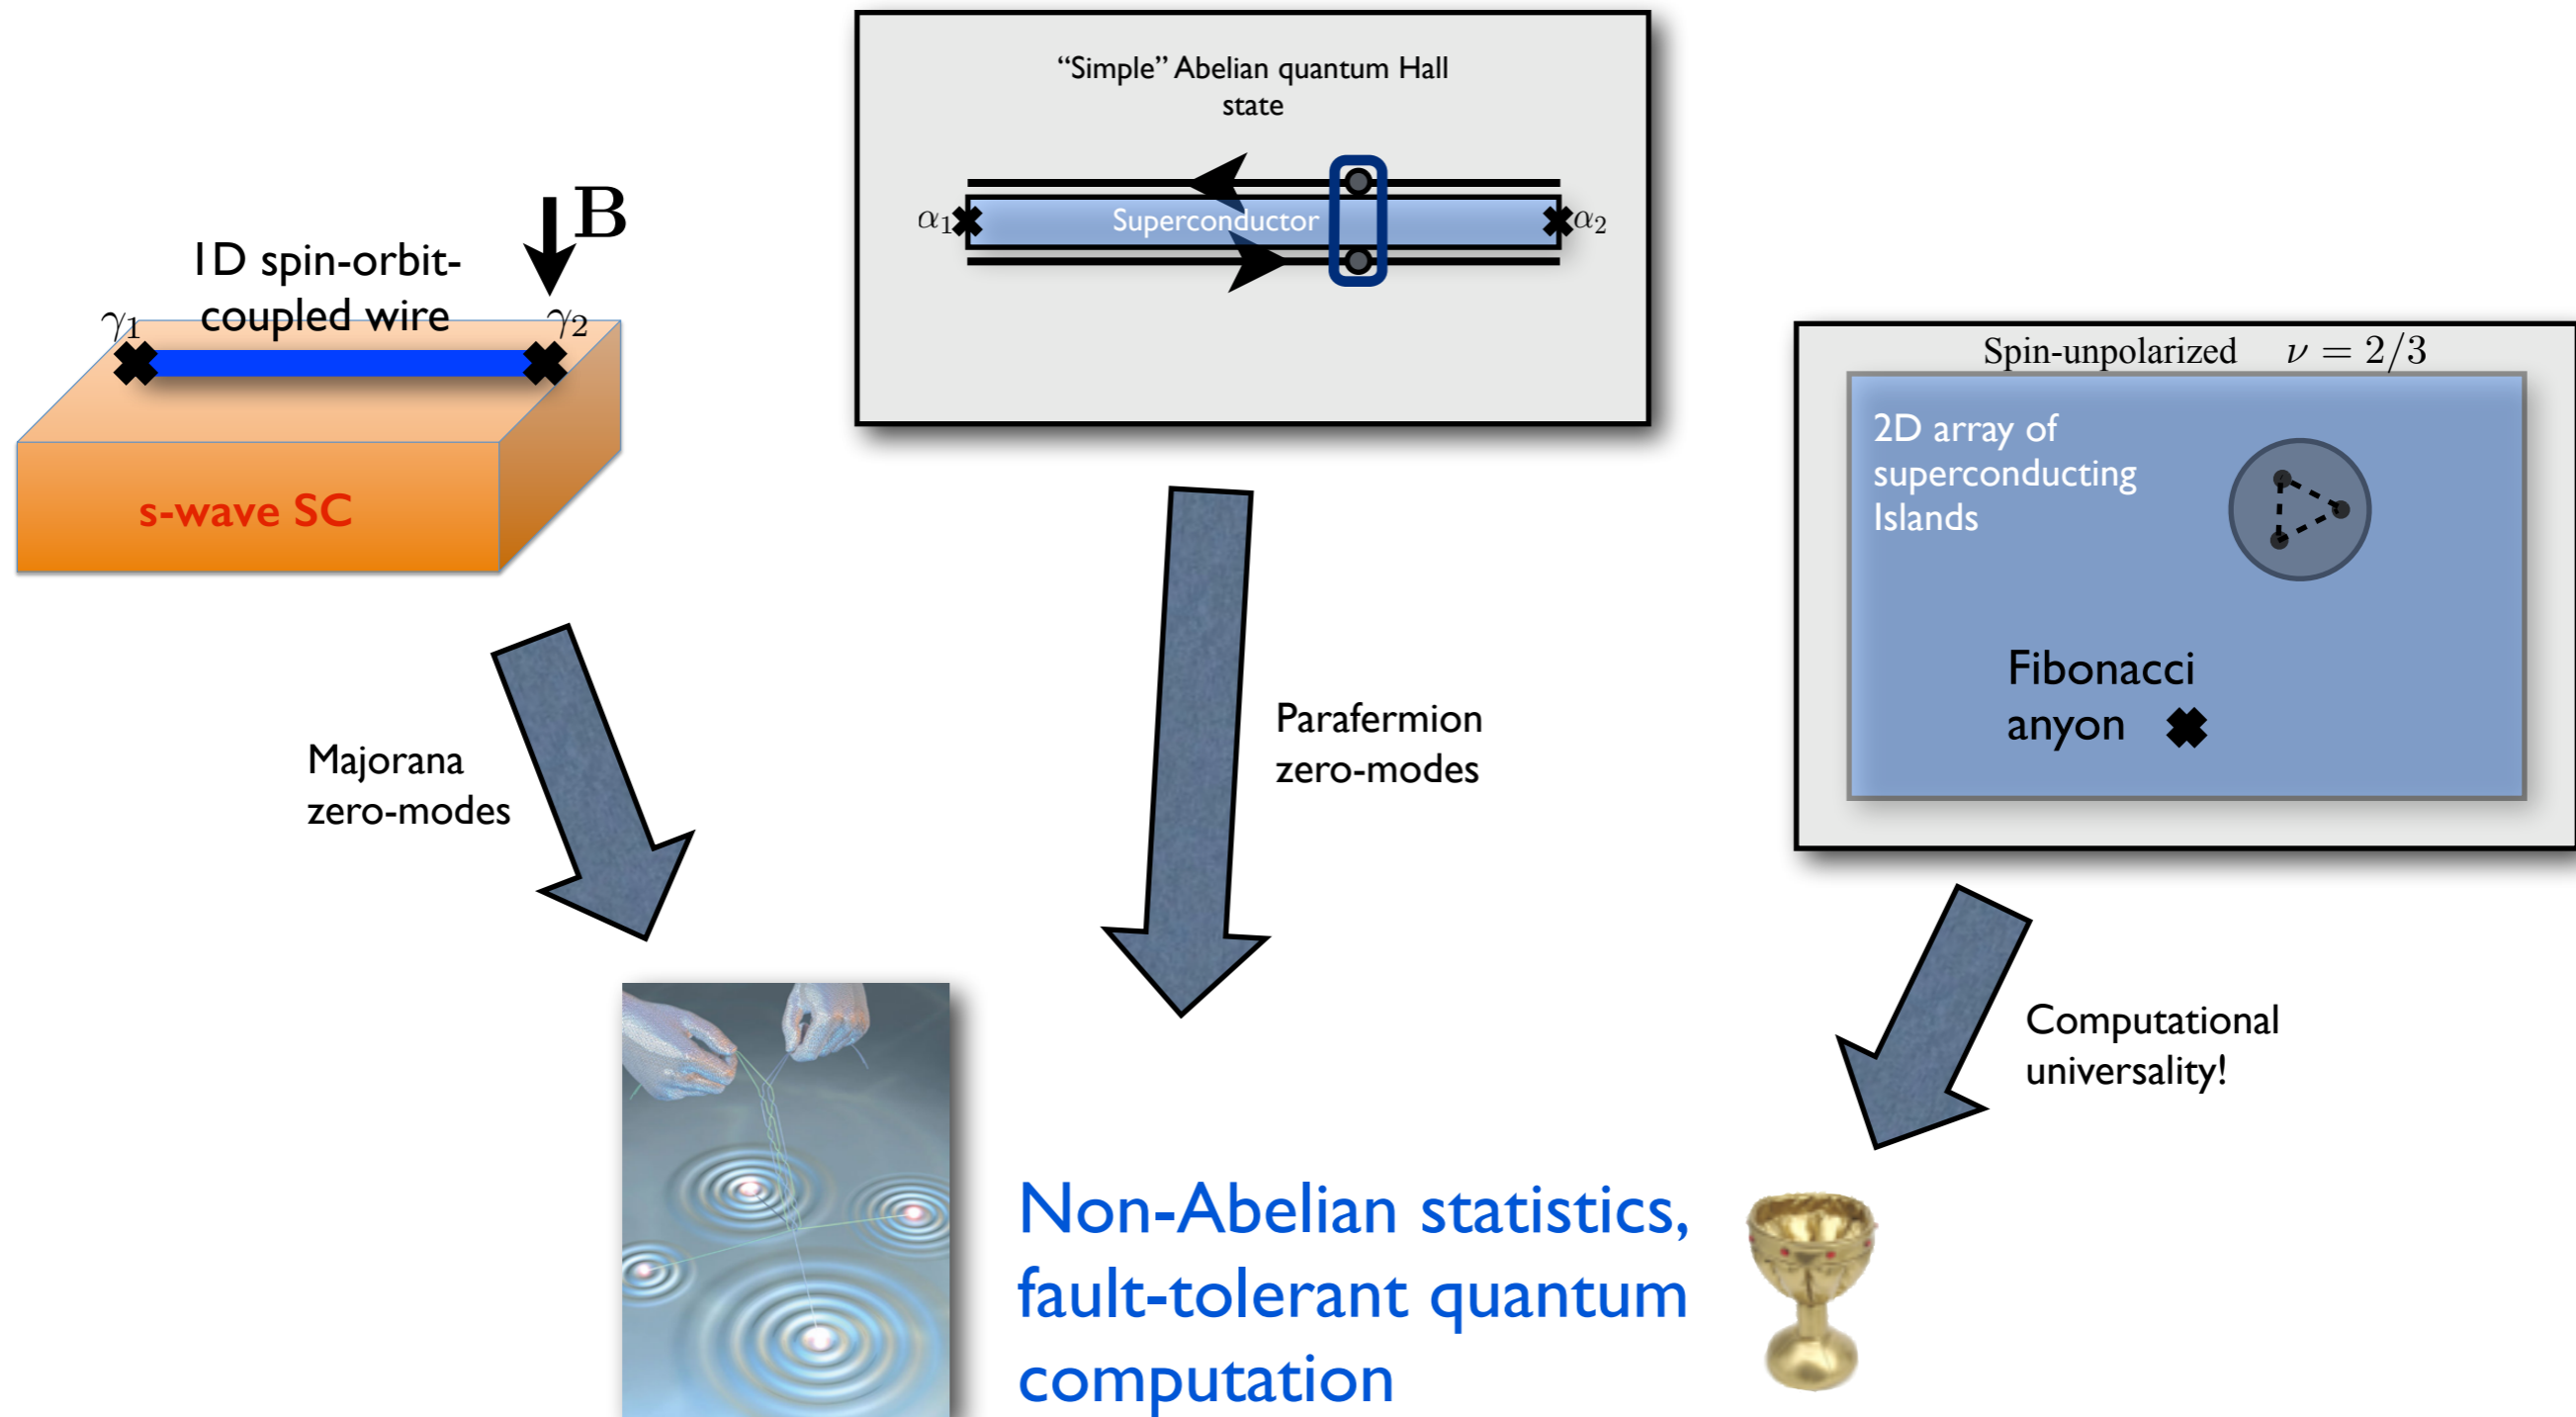 “Simple” Abelian quantum Hall
state
α1
Superconductor
α2
B
1D spin-orbit-
coupled wire
γ1
γ2
s-wave SC
Spin-unpolarized ν = 2/3
2D array of
superconducting
Islands
Fibonacci
anyon
Majorana
zero-modes
Parafermion
zero-modes
Computational
universality!
Non-Abelian statistics,
fault-tolerant quantum
computation